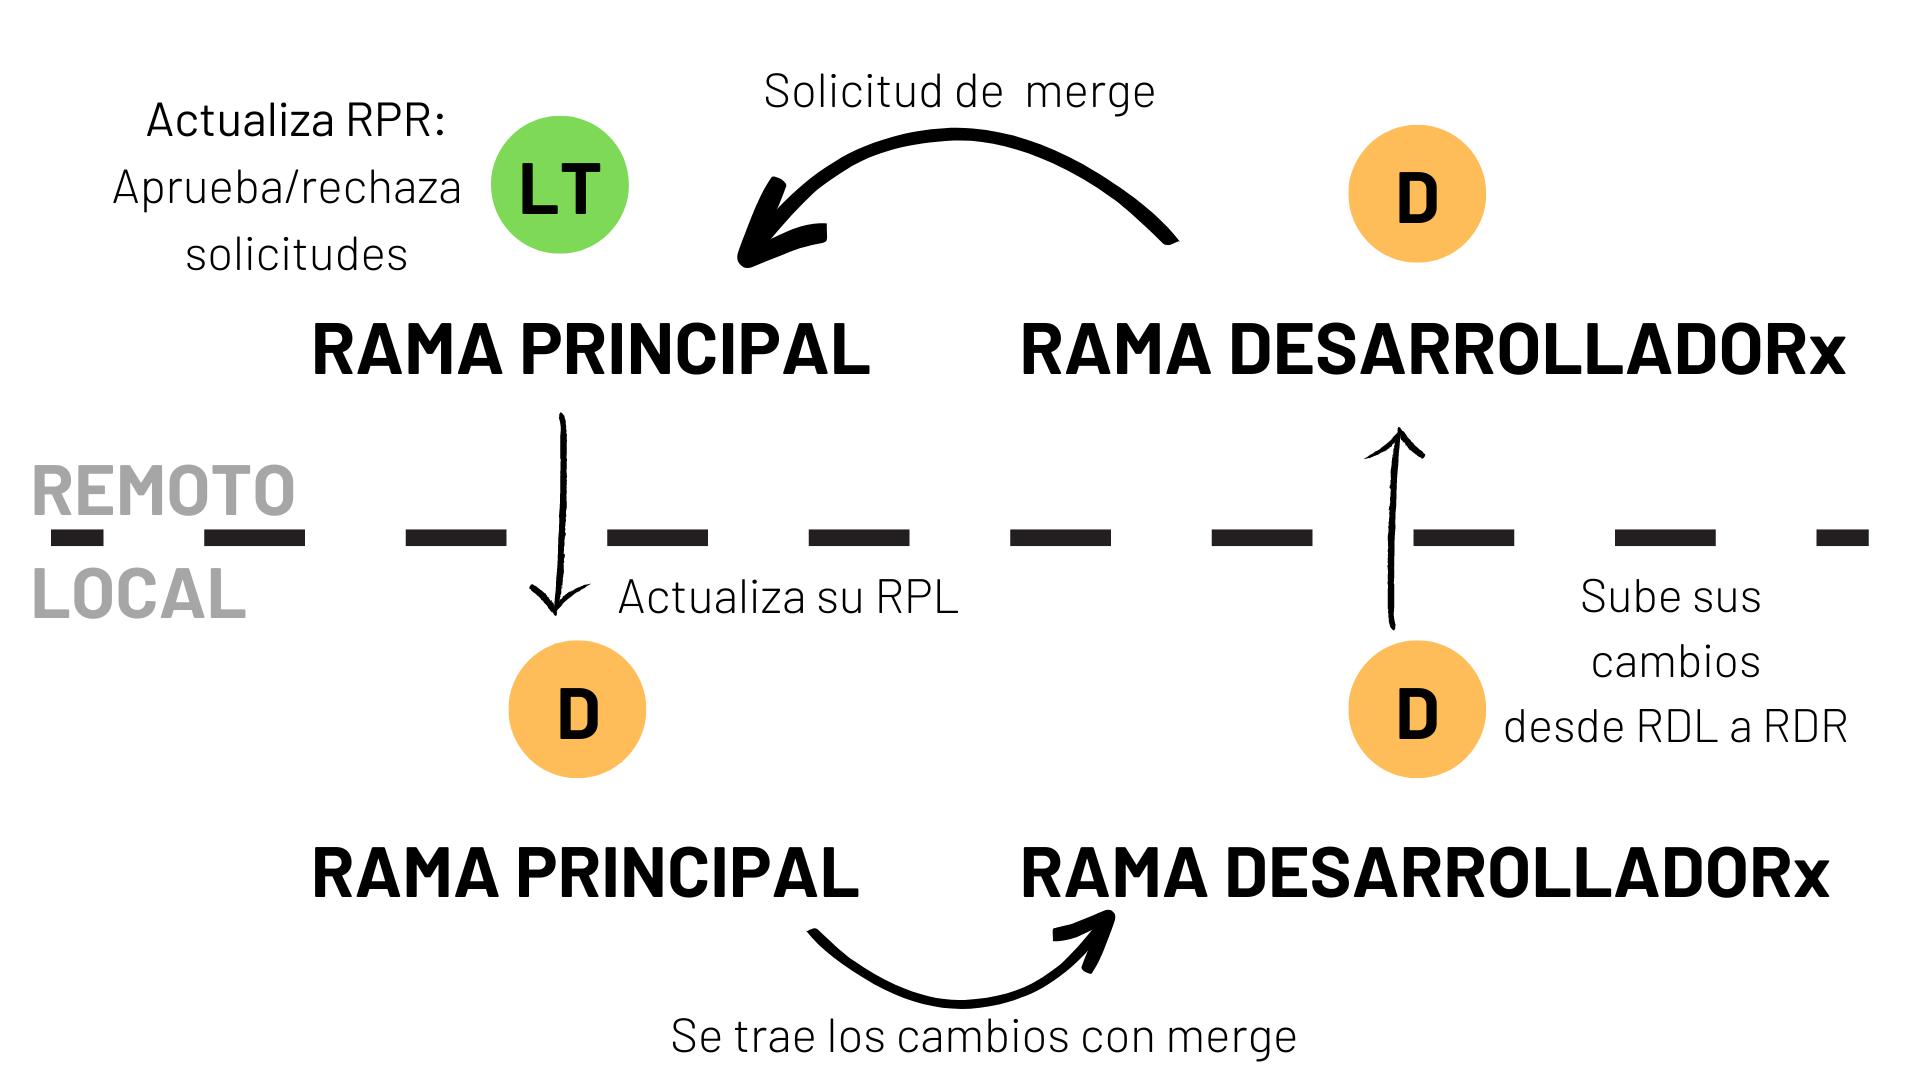 Solicitud de merge
Actualiza RPR:
Aprueba/rechaza
solicitudes
LT
D
RAMA PRINCIPAL
RAMA DESARROLLADORx
REMOTO
LOCAL
Actualiza su RPL
D
D
Sube sus
cambios
desde RDL a RDR
RAMA PRINCIPAL
RAMA DESARROLLADORx
Se trae los cambios con merge